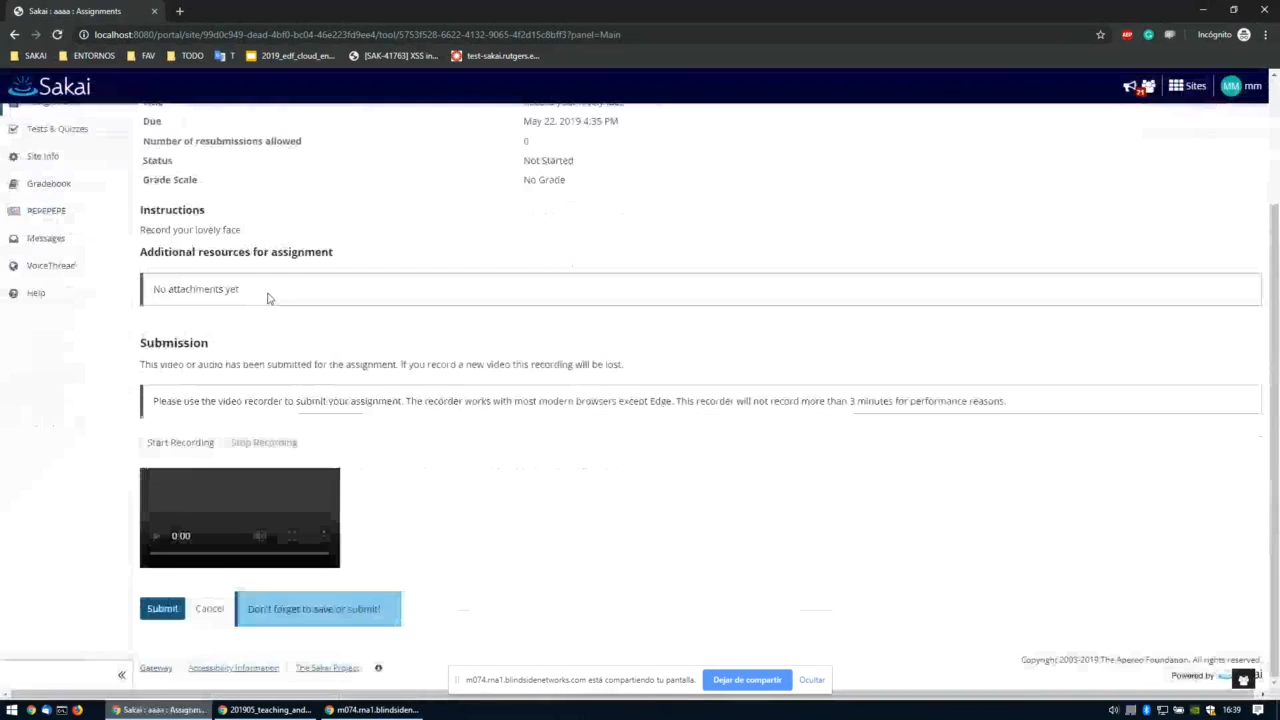 Sakai : aaaa : Assignments
localhost:8080/portal/site/99d0c949-dead-4bf0-bc04-46e223fd9ee4/tool/5753f528-6622-4132-9065-4f2d15c8bff3?panel=Main
Incógnito
SAKAI
ENTORNOS
FAV
TODO
T
2019_edf_cloud_en...
[SAK-41763] XSS in...
test-sakai.rutgers.e...
Sakai
21
Sites
MM mm
Due May 22, 2019 4:35 PM
Tests & Quizzes
Number of resubmissions allowed 0
Site Info
Status Not Started
Grade Scale No Grade
Gradebook
Instructions
PEPEPEPE
Record your lovely face
Messages
Additional resources for assignment
VoiceThread
No attachments yet
Help
Submission
This video or audio has been submitted for the assignment. If you record a new video this recording will be lost.
Please use the video recorder to submit your assignment. The recorder works with most modern browsers except Edge. This recorder will not record more than 3 minutes for performance reasons.
Start Recording Stop Recording
0:00
Submit Cancel Don't forget to save or submit!
Gateway Accessibility Information The Sakai Project
Copyright 2003-2019 The Apereo Foundation. All rights reserved.
Powered by
m074.rna1.blindsidenetworks.com está compartiendo tu pantalla. Dejar de compartir Ocultar
Sakai : aaaa : Assignm...
201905_teaching_and...
m074.rna1.blindsiden...
16:39